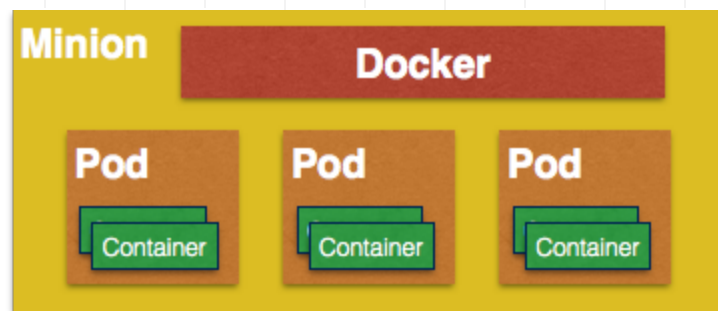 Minion
Docker
Pod
Pod
Pod
Container
Container
Container